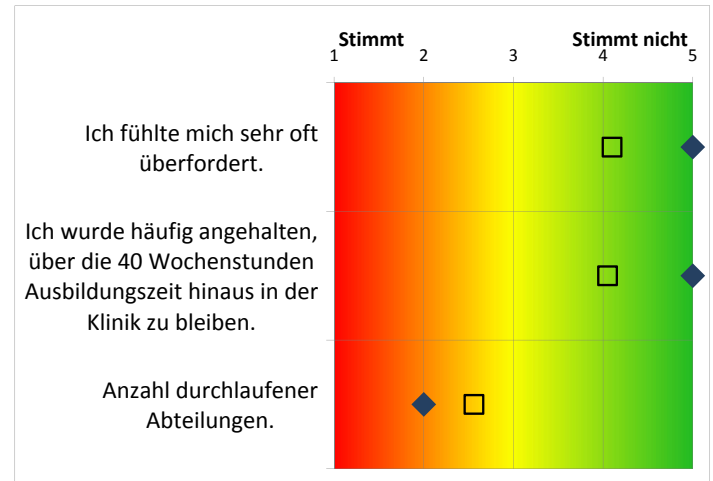 Stimmt Stimmt nicht
1 2 3 4 5
Ich fühlte mich sehr oft
überfordert.
Ich wurde häufig angehalten,
über die 40 Wochenstunden
Ausbildungszeit hinaus in der
Klinik zu bleiben.
Anzahl durchlaufener
Abteilungen.